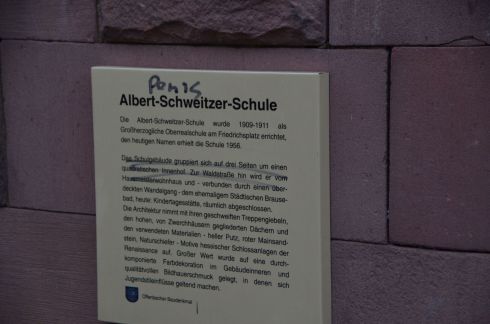 Penis
Albert-Schweitzer-Schule
Die Albert-Schweitzer-Schule wurde 1909-1911 als
Großherzogliche Oberrealschule am Friedrichsplatz errichtet,
den heutigen Namen erhielt die Schule 1956.
Das Schulgebäude gruppiert sich auf drei Seiten um einen
quadratischen Innenhof. Zur Waldstraße hin wird er vom
Hausmeisterwohnhaus und - verbunden durch einen über-
deckten Wandelgang - dem ehemaligem Städtischen Brause-
bad, heute: Kindertagesstätte, räumlich abgeschlossen.
Die Architektur nimmt mit ihren geschweiften Treppengiebeln,
den hohen, von Zwerchhäusern gegliederten Dächern und
den verwendeten Materialien - heller Putz, roter Mainsand-
stein, Naturschiefer - Motive hessischer Schlossanlagen der
Renaissance auf. Großer Wert wurde auf eine durch-
komponierte Farbdekoration im Gebäudeinneren und
qualitätvollen Bildhauerschmuck gelegt, in denen sich
Jugendstileinflüsse geltend machen.
Offenbacher Baudenkmal